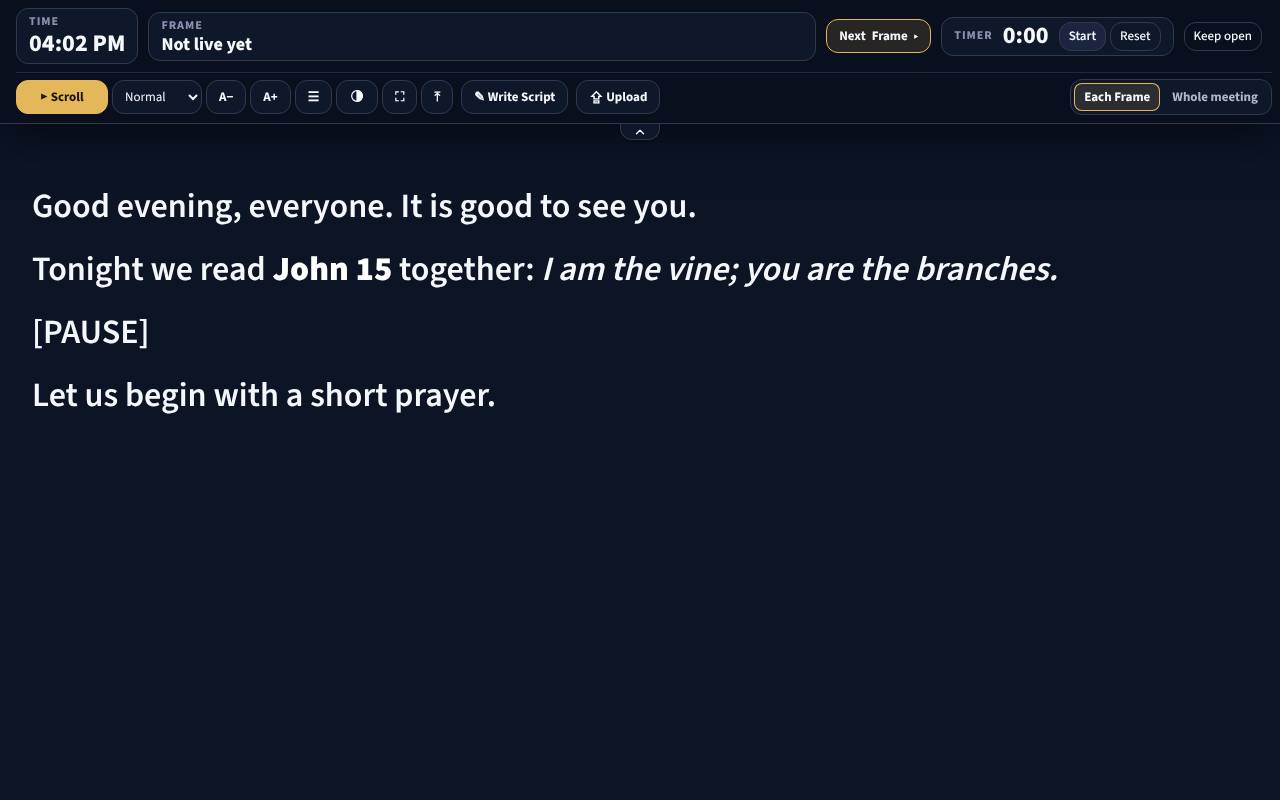 TIME
04:02 PM
FRAME
Not live yet
Next Frame ▸
TIMER 0:00 Start Reset
Keep open
▸ Scroll
Normal
A−
A+
☰
◑
⛶
⤒
✎ Write Script
⇪ Upload
Each Frame
Whole meeting
Good evening, everyone. It is good to see you.
Tonight we read John 15 together: I am the vine; you are the branches.
[PAUSE]
Let us begin with a short prayer.